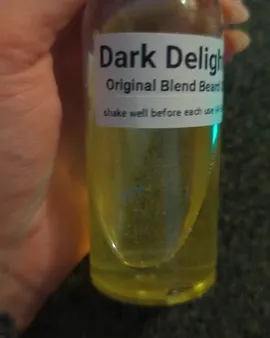 Dark Deligh
Original Blend Beard
shake well before each use